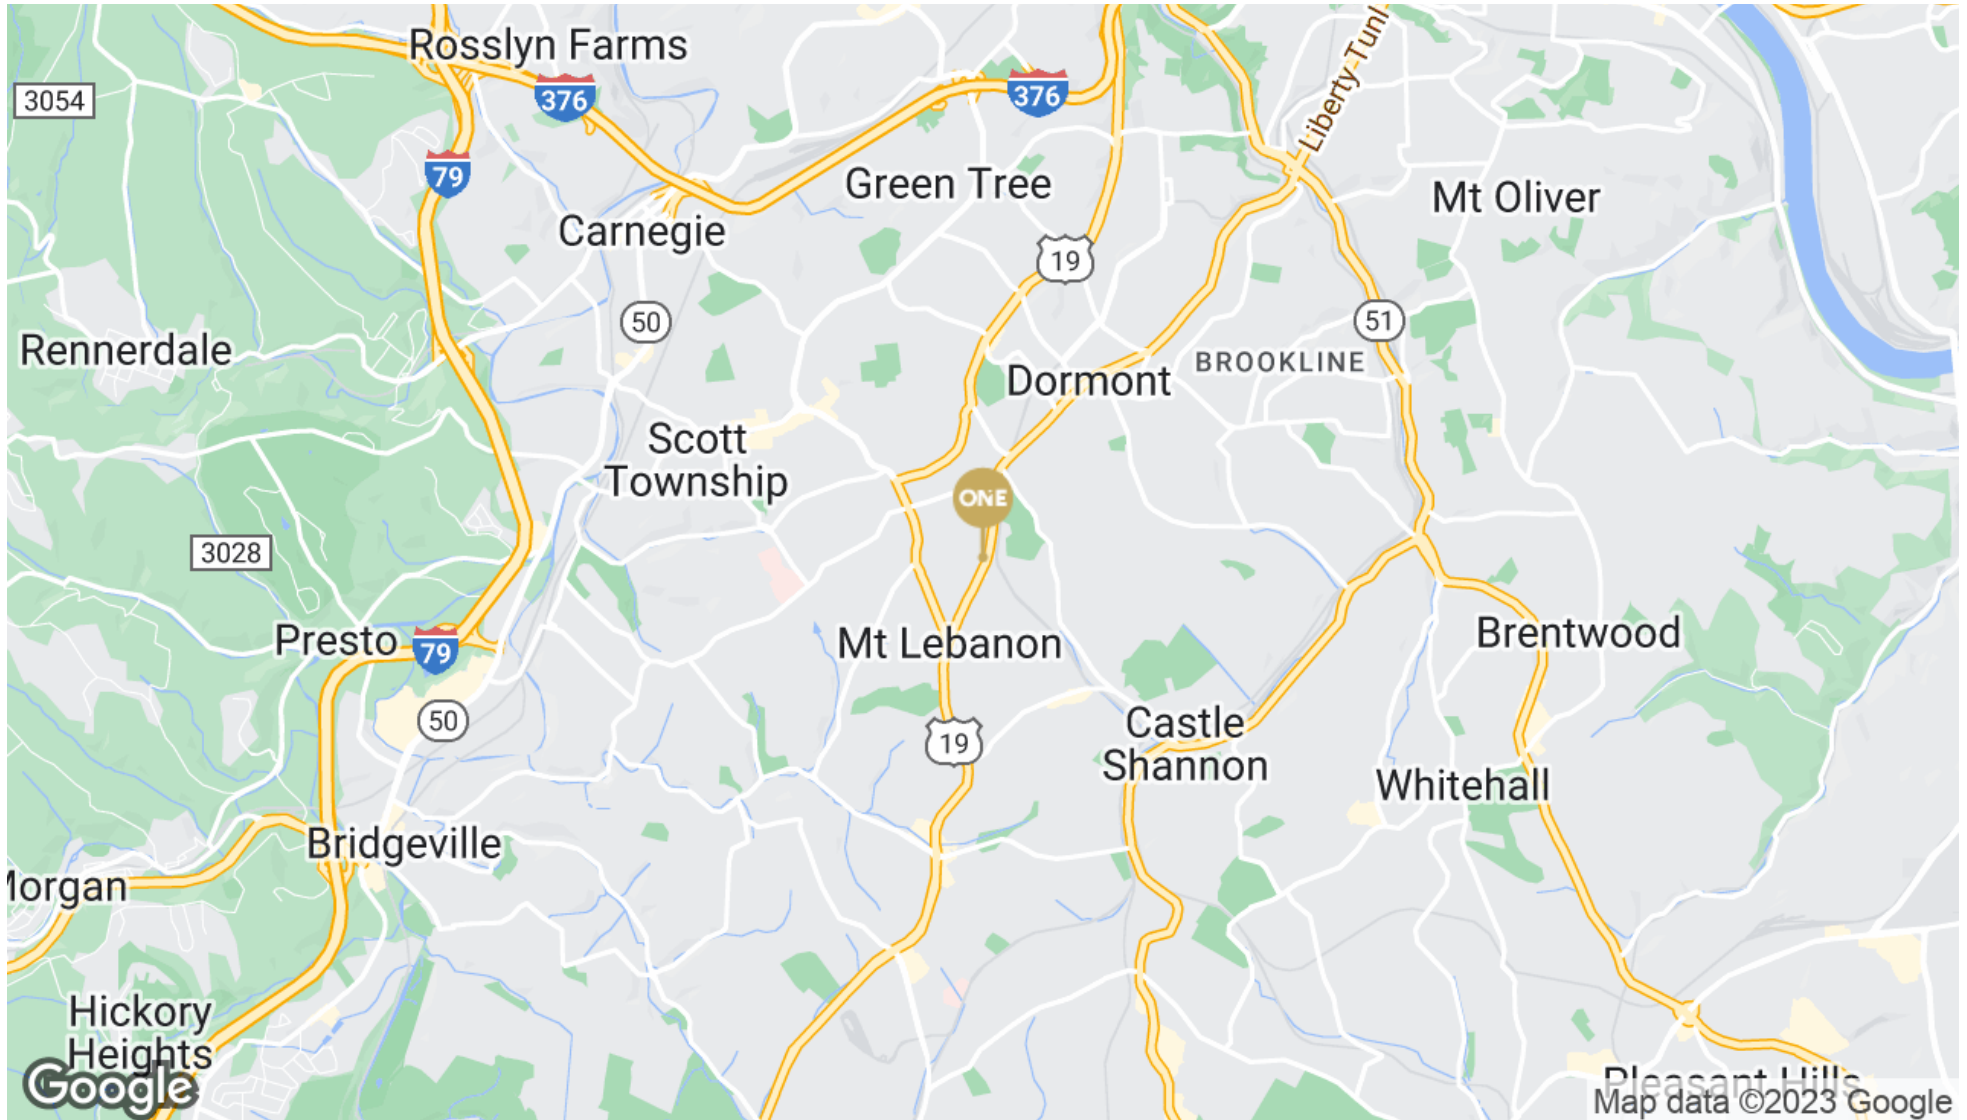 Rosslyn Farms
3054
376
376
Liberty Tunl
79
Green Tree
Mt Oliver
Carnegie
19
50
51
Rennerdale
BROOKLINE
Dormont
Scott
Township
ONE
3028
Presto
79
Mt Lebanon
Brentwood
50
19
Castle
Shannon
Whitehall
Bridgeville
Morgan
Hickory
Heights
Pleasant Hills
Google
Map data ©2023 Google